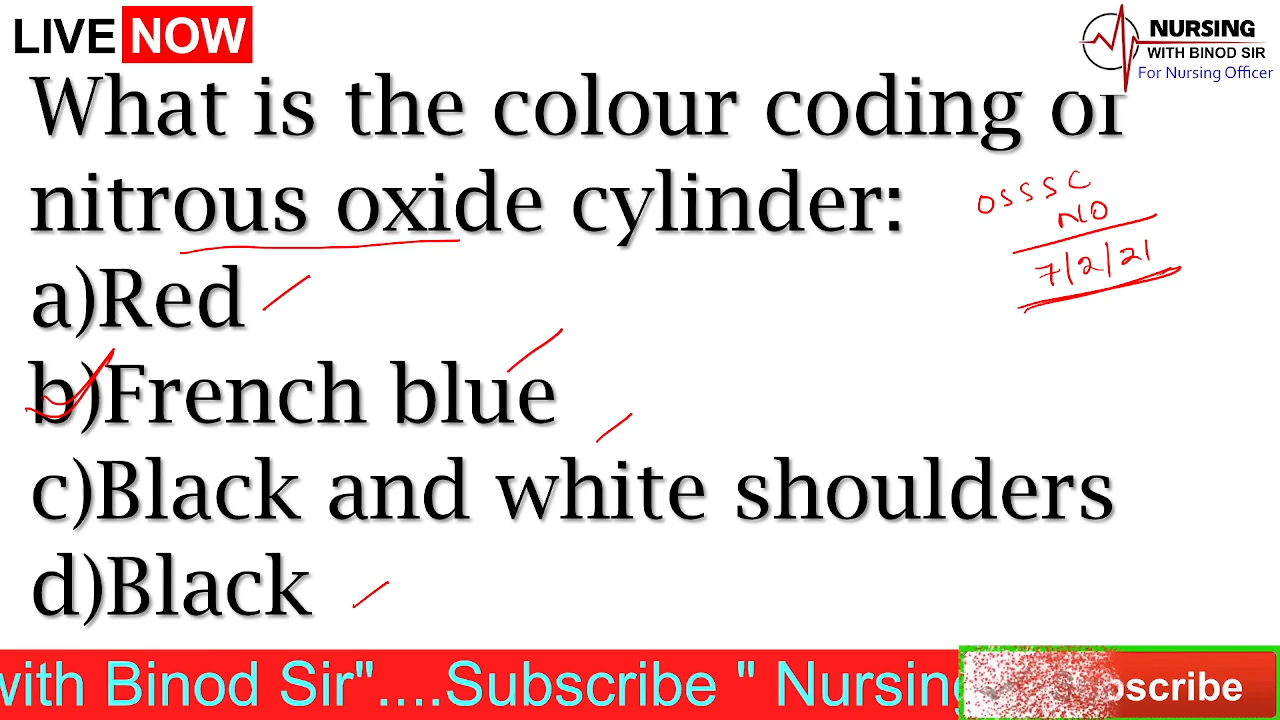 LIVE NOW
NURSING
WITH BINOD SIR
For Nursing Officer
What is the colour coding of
nitrous oxide cylinder:
OSSSC
NO
7/2/21
a)Red
b)French blue
c)Black and white shoulders
d)Black
with Binod Sir"....Subscribe " Nursing
bscribe